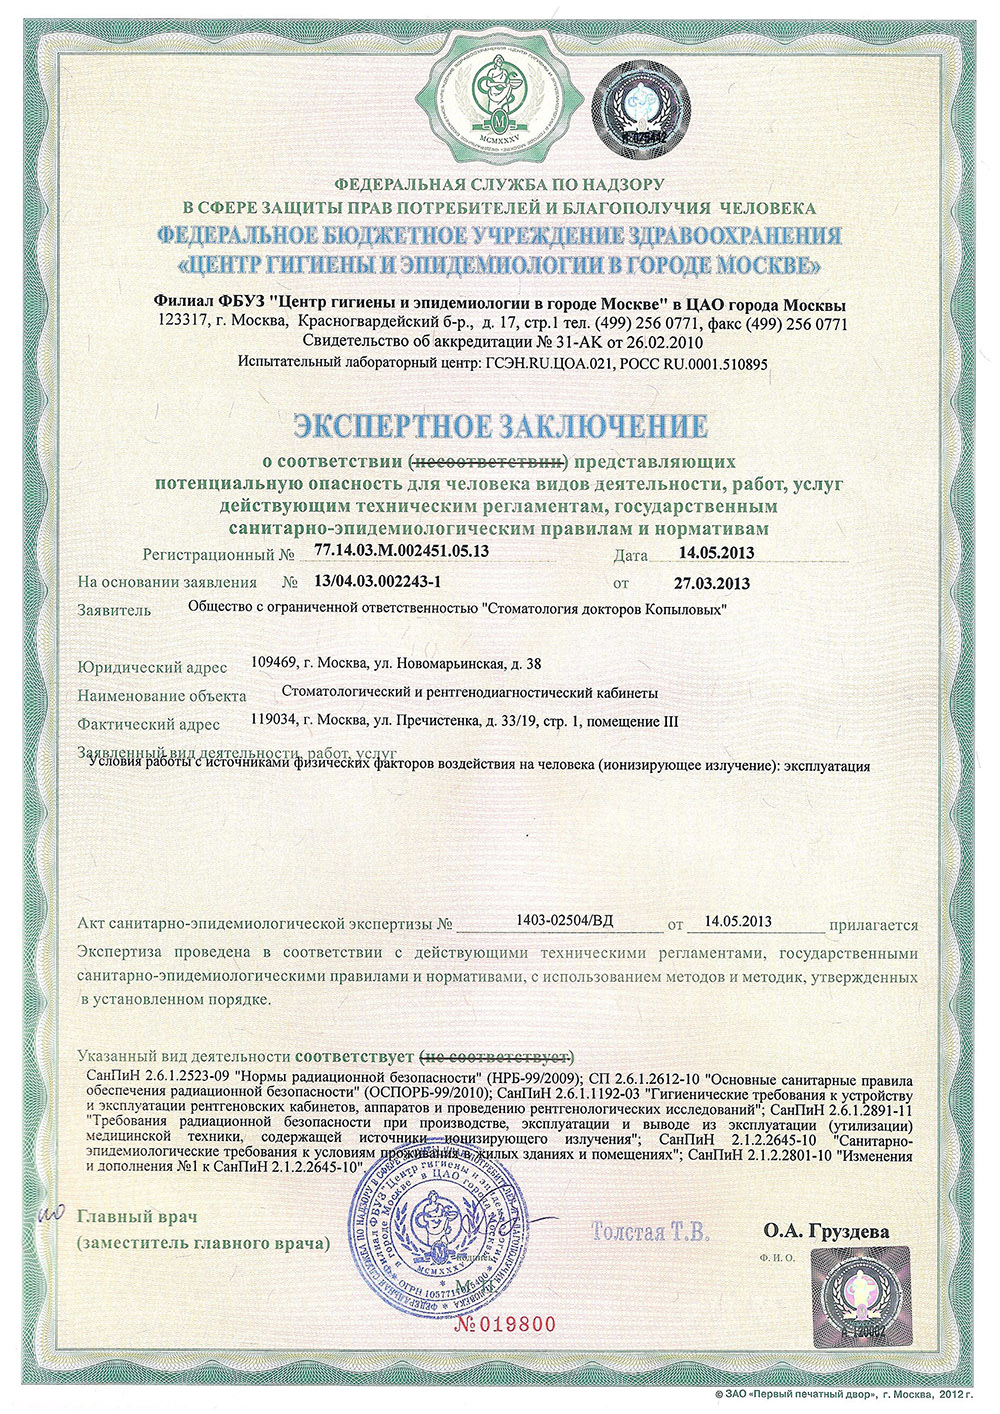 MCMXXXV
ФЕДЕРАЛЬНАЯ СЛУЖБА ПО НАДЗОРУ
В СФЕРЕ ЗАЩИТЫ ПРАВ ПОТРЕБИТЕЛЕЙ И БЛАГОПОЛУЧИЯ ЧЕЛОВЕКА
ФЕДЕРАЛЬНОЕ БЮДЖЕТНОЕ УЧРЕЖДЕНИЕ ЗДРАВООХРАНЕНИЯ
«ЦЕНТР ГИГИЕНЫ И ЭПИДЕМИОЛОГИИ В ГОРОДЕ МОСКВЕ»
Филиал ФБУЗ "Центр гигиены и эпидемиологии в городе Москве" в ЦАО города Москвы
123317, г. Москва, Красногвардейский б-р., д. 17, стр.1 тел. (499) 256 0771, факс (499) 256 0771
Свидетельство об аккредитации № 31-АК от 26.02.2010
Испытательный лабораторный центр: ГСЭН.RU.ЦОА.021, РОСС RU.0001.510895
ЭКСПЕРТНОЕ ЗАКЛЮЧЕНИЕ
о соответствии (несоответствии) представляющих
потенциальную опасность для человека видов деятельности, работ, услуг
действующим техническим регламентам, государственным
санитарно-эпидемиологическим правилам и нормативам
Регистрационный № 77.14.03.М.002451.05.13 Дата 14.05.2013
На основании заявления № 13/04.03.002243-1 от 27.03.2013
Заявитель Общество с ограниченной ответственностью "Стоматология докторов Копыловых"
Юридический адрес 109469, г. Москва, ул. Новомарьинская, д. 38
Наименование объекта Стоматологический и рентгенодиагностический кабинеты
Фактический адрес 119034, г. Москва, ул. Пречистенка, д. 33/19, стр. 1, помещение III
Заявленный вид деятельности, работ, услуг
Условия работы с источниками физических факторов воздействия на человека (ионизирующее излучение): эксплуатация
Акт санитарно-эпидемиологической экспертизы № 1403-02504/ВД от 14.05.2013 прилагается
Экспертиза проведена в соответствии с действующими техническими регламентами, государственными
санитарно-эпидемиологическими правилами и нормативами, с использованием методов и методик, утвержденных
в установленном порядке.
Указанный вид деятельности соответствует (не соответствует)
СанПиН 2.6.1.2523-09 "Нормы радиационной безопасности" (НРБ-99/2009); СП 2.6.1.2612-10 "Основные санитарные правила
обеспечения радиационной безопасности" (ОСПОРБ-99/2010); СанПиН 2.6.1.1192-03 "Гигиенические требования к устройству
и эксплуатации рентгеновских кабинетов, аппаратов и проведению рентгенологических исследований"; СанПиН 2.6.1.2891-11
"Требования радиационной безопасности при производстве, эксплуатации и выводе из эксплуатации (утилизации)
медицинской техники, содержащей источники ионизирующего излучения"; СанПиН 2.1.2.2645-10 "Санитарно-
эпидемиологические требования к условиям проживания в жилых зданиях и помещениях"; СанПиН 2.1.2.2801-10 "Изменения
и дополнения №1 к СанПиН 2.1.2.2645-10".
ио Главный врач
(заместитель главного врача)
Толстая Т.В.
О.А. Груздева
Ф. И. О.
MCMXXXV
№019800
© ЗАО «Первый печатный двор», г. Москва, 2012 г.